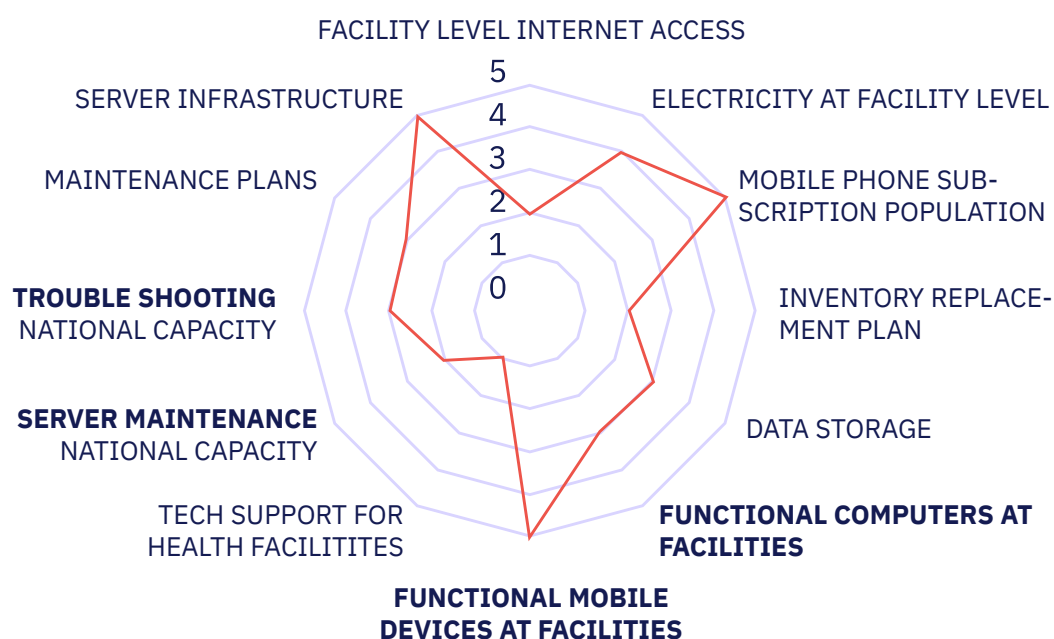 FACILITY LEVEL INTERNET ACCESS
5
SERVER INFRASTRUCTURE
ELECTRICITY AT FACILITY LEVEL
4
3
MAINTENANCE PLANS
MOBILE PHONE SUB-
SCRIPTION POPULATION
2
1
0
TROUBLE SHOOTING
NATIONAL CAPACITY
INVENTORY REPLACE-
MENT PLAN
SERVER MAINTENANCE
NATIONAL CAPACITY
DATA STORAGE
TECH SUPPORT FOR
HEALTH FACILITITES
FUNCTIONAL COMPUTERS AT
FACILITIES
FUNCTIONAL MOBILE
DEVICES AT FACILITIES